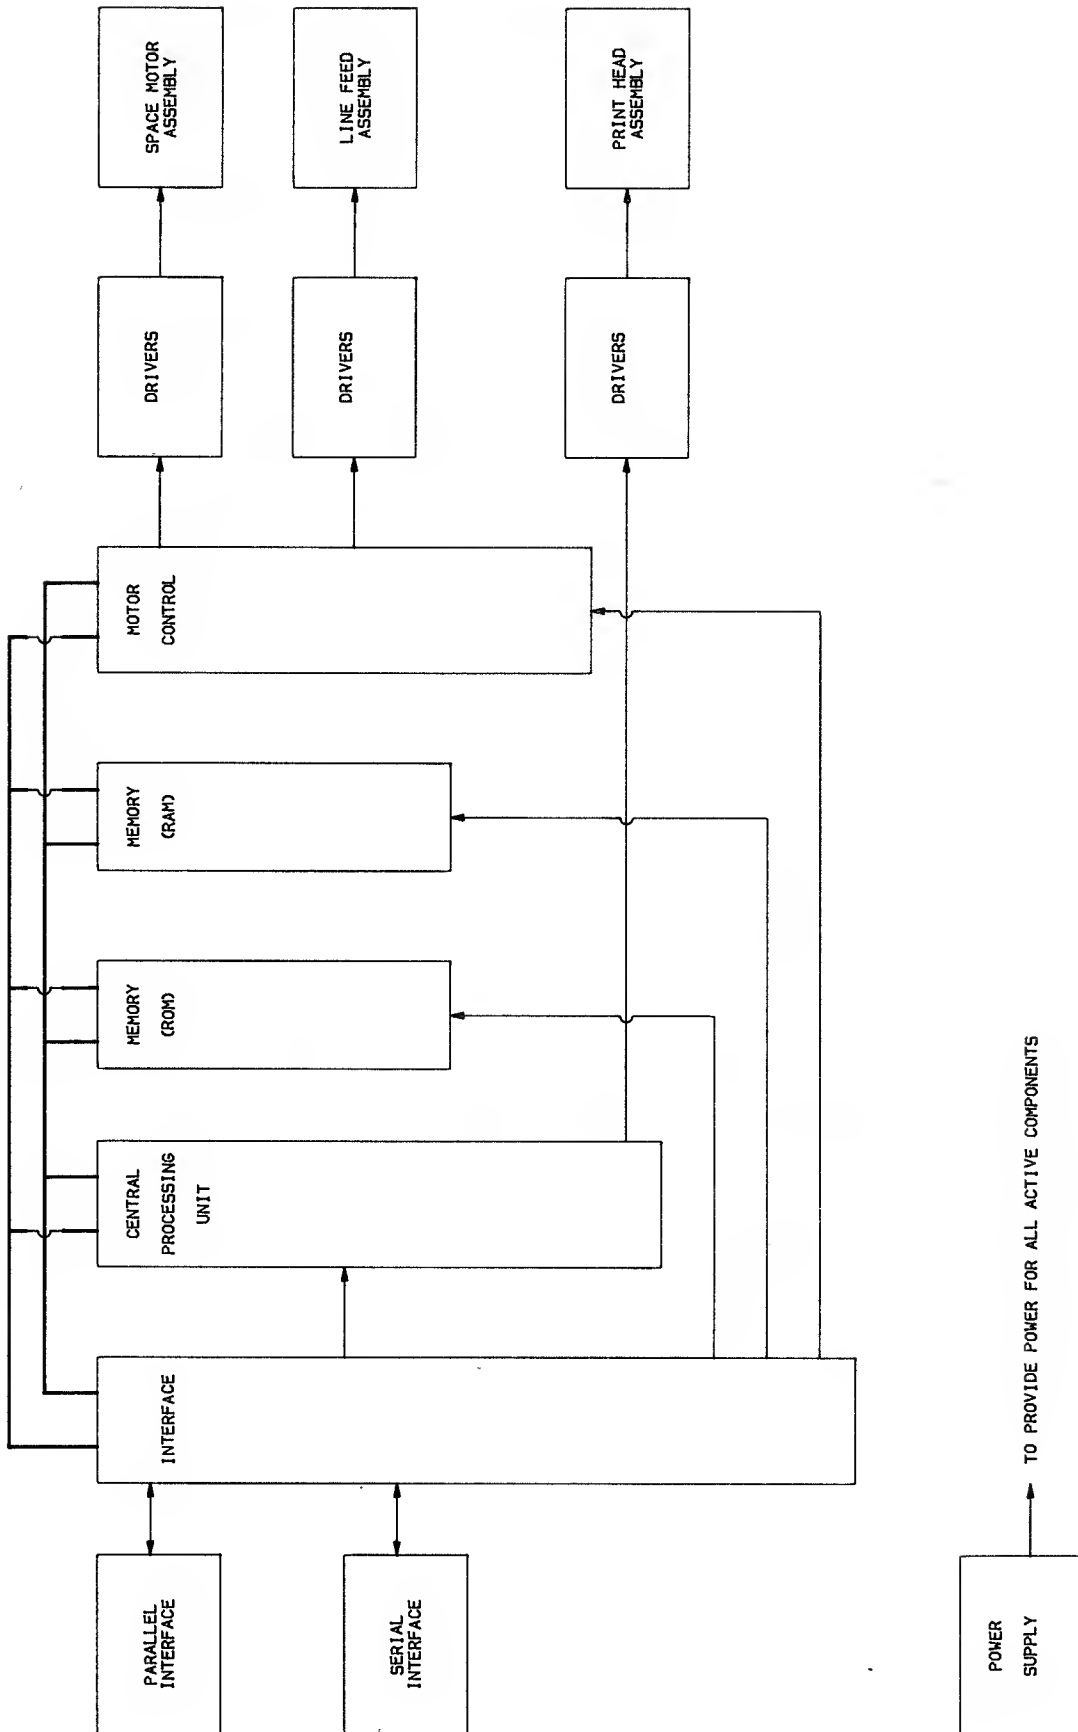 PARALLEL
INTERFACE
SERIAL
INTERFACE
INTERFACE
CENTRAL
PROCESSING
UNIT
MEMORY
(ROM)
MEMORY
(RAM)
MOTOR
CONTROL
DRIVERS
DRIVERS
DRIVERS
SPACE MOTOR
ASSEMBLY
LINE FEED
ASSEMBLY
PRINT HEAD
ASSEMBLY
POWER
SUPPLY
TO PROVIDE POWER FOR ALL ACTIVE COMPONENTS